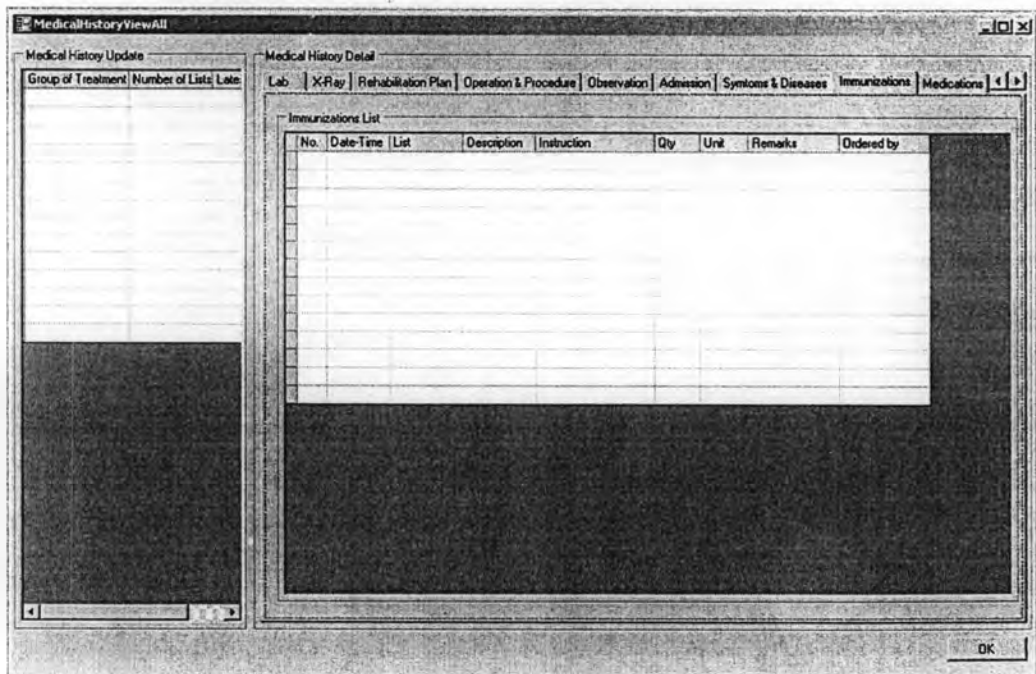 MedicalHistoryViewAll
Medical History Update
Group of Treatment Number of Lists Late
Medical History Detail
Lab X-Ray Rehabilitation Plan Operation & Procedure Observation Admission Symtoms & Diseases Immunizations Medications
Immunizations List
No. Date-Time List Description Instruction Qty Unit Remarks Ordered by
OK